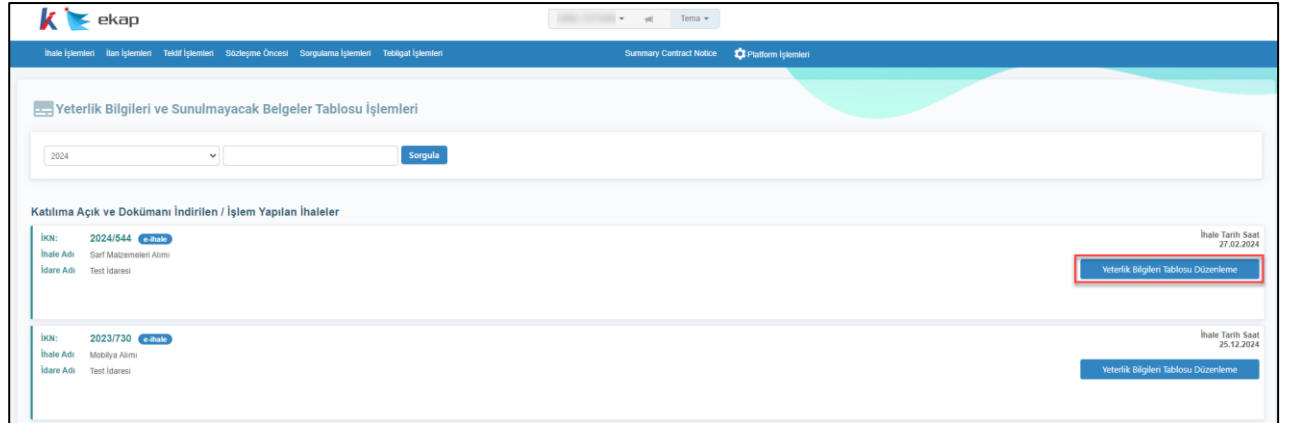 ekap
Tema
İhale İşlemleri İlan İşlemleri Teklif İşlemleri Sözleşme Öncesi Sorgulama İşlemleri Tebligat İşlemleri Summary Contract Notice Platform İşlemleri
Yeterlik Bilgileri ve Sunulmayacak Belgeler Tablosu İşlemleri
2024 Sorgula
Katılıma Açık ve Dokümanı İndirilen / İşlem Yapılan İhaleler
İKN: 2024/544 e-ihale
İhale Tarih Saat
27.02.2024
İhale Adı Sarf Malzemeleri Alımı
İdare Adı Test İdaresi
Yeterlik Bilgileri Tablosu Düzenleme
İKN: 2023/730 e-ihale
İhale Tarih Saat
25.12.2024
İhale Adı Mobilya Alımı
İdare Adı Test İdaresi
Yeterlik Bilgileri Tablosu Düzenleme